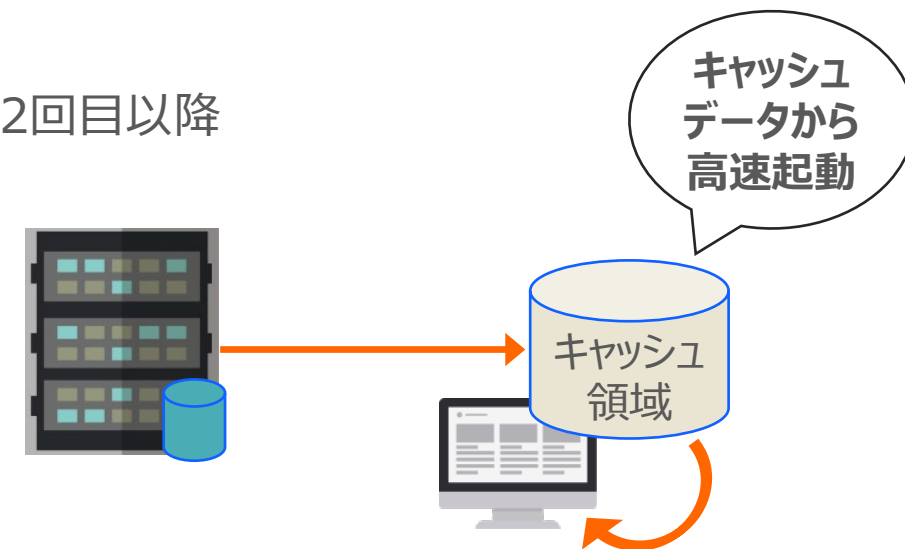 2回目以降
キャッシュ
データから
高速起動
キャッシュ
領域